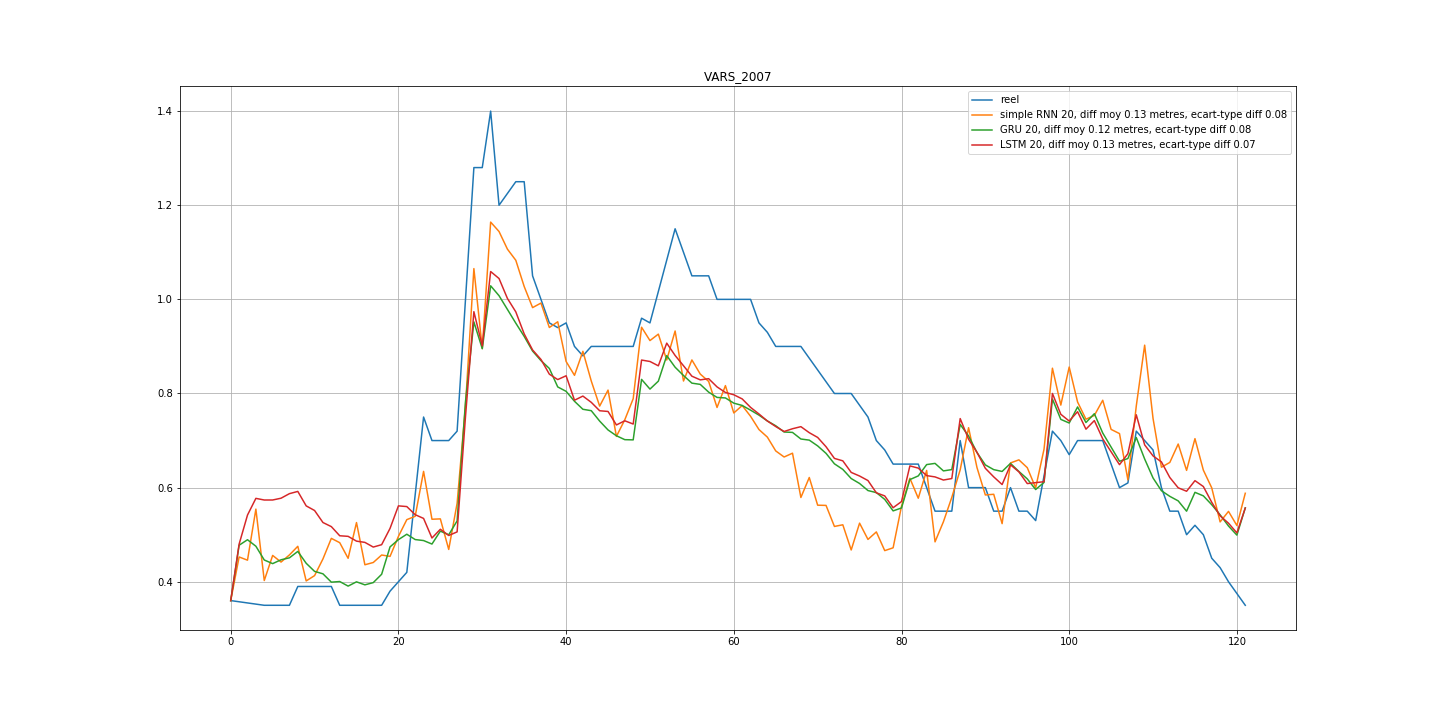 VARS_2007
reel
simple RNN 20, diff moy 0.13 metres, ecart-type diff 0.08
GRU 20, diff moy 0.12 metres, ecart-type diff 0.08
LSTM 20, diff moy 0.13 metres, ecart-type diff 0.07
1.4
1.2
1.0
0.8
0.6
0.4
0 20 40 60 80 100 120